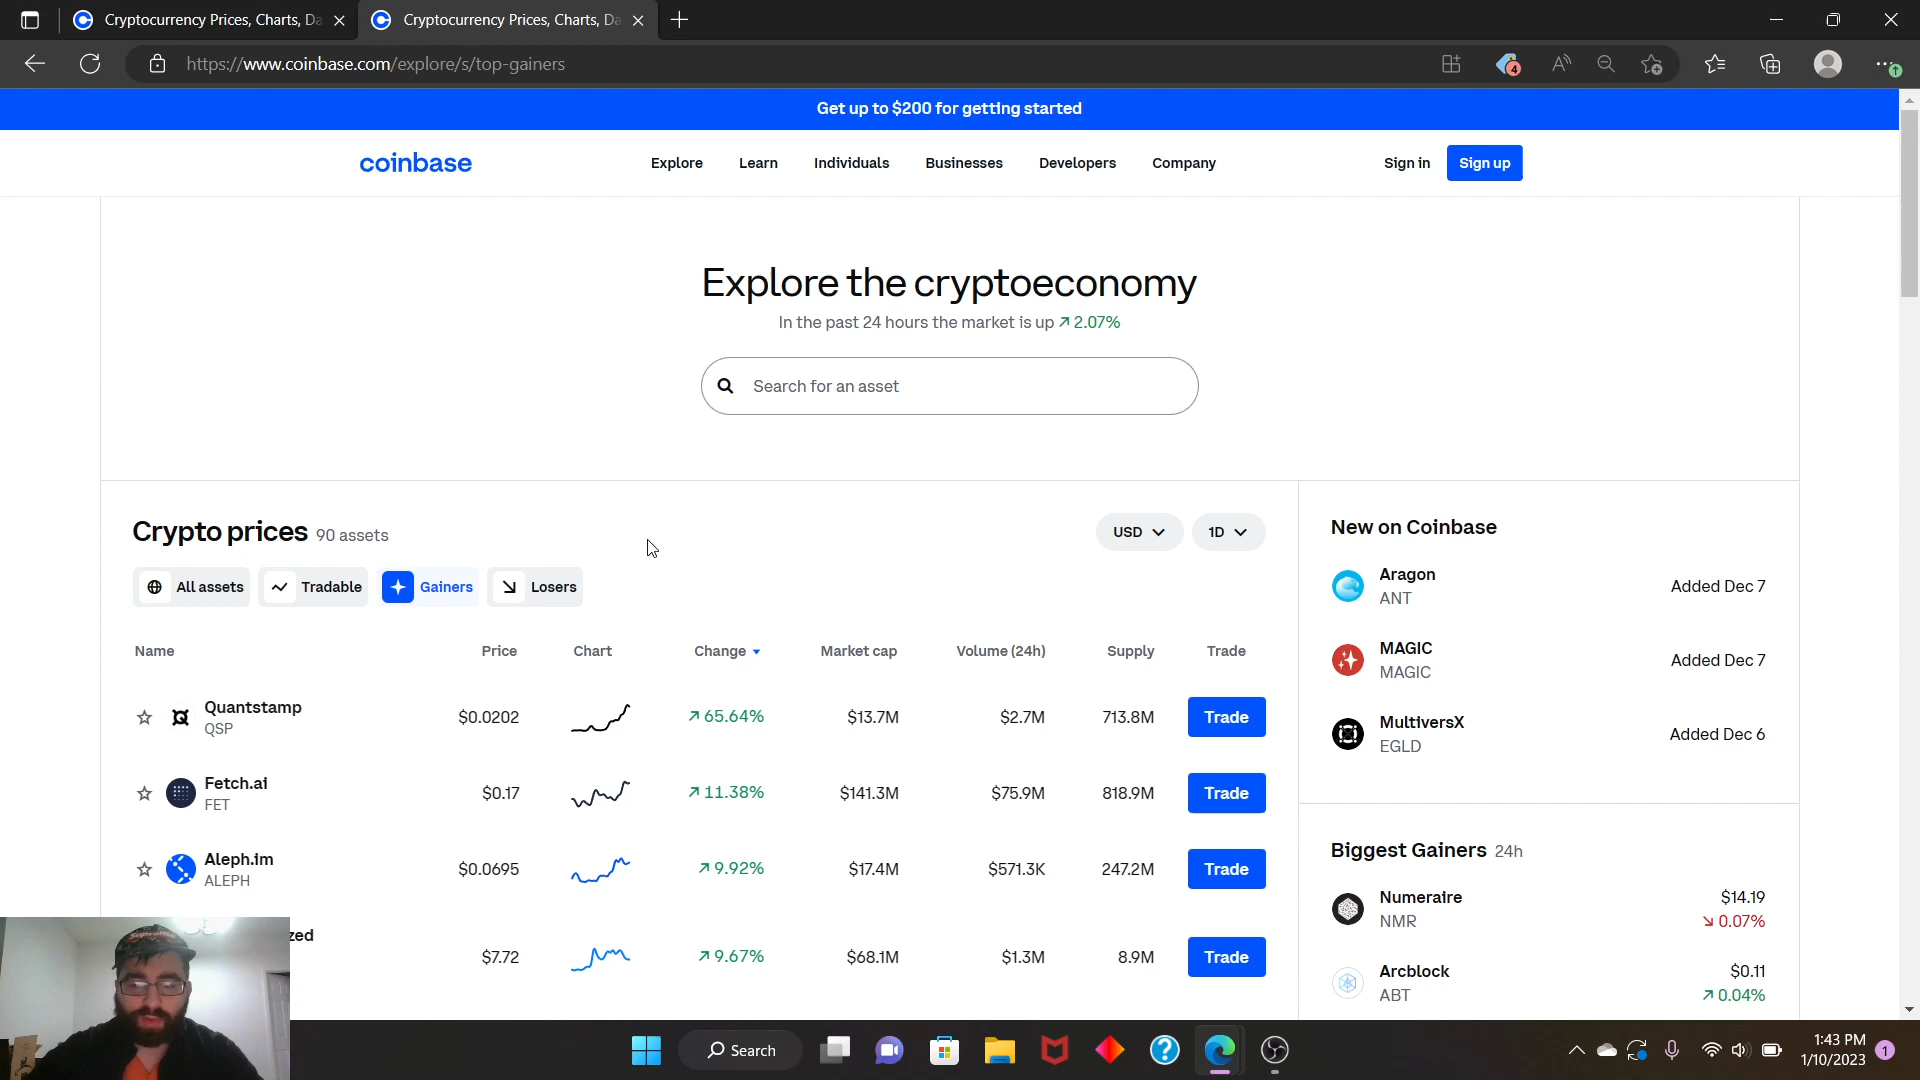 Cryptocurrency Prices, Charts, Da
Cryptocurrency Prices, Charts, Da
https://www.coinbase.com/explore/s/top-gainers
4
Get up to $200 for getting started
coinbase
Explore
Learn
Individuals
Businesses
Developers
Company
Sign in
Sign up
Explore the cryptoeconomy
In the past 24 hours the market is up ↗ 2.07%
Search for an asset
Crypto prices 90 assets
USD
1D
All assets
Tradable
Gainers
Losers
Name Price Chart Change Market cap Volume (24h) Supply Trade
Quantstamp
QSP
$0.0202 ↗ 65.64% $13.7M $2.7M 713.8M Trade
Fetch.ai
FET
$0.17 ↗ 11.38% $141.3M $75.9M 818.9M Trade
Aleph.im
ALEPH
$0.0695 ↗ 9.92% $17.4M $571.3K 247.2M Trade
zed
$7.72 ↗ 9.67% $68.1M $1.3M 8.9M Trade
New on Coinbase
Aragon
ANT
Added Dec 7
MAGIC
MAGIC
Added Dec 7
MultiversX
EGLD
Added Dec 6
Biggest Gainers 24h
Numeraire
NMR
$14.19
↘ 0.07%
Arcblock
ABT
$0.11
↗ 0.04%
Search
1:43 PM
1/10/2023
1